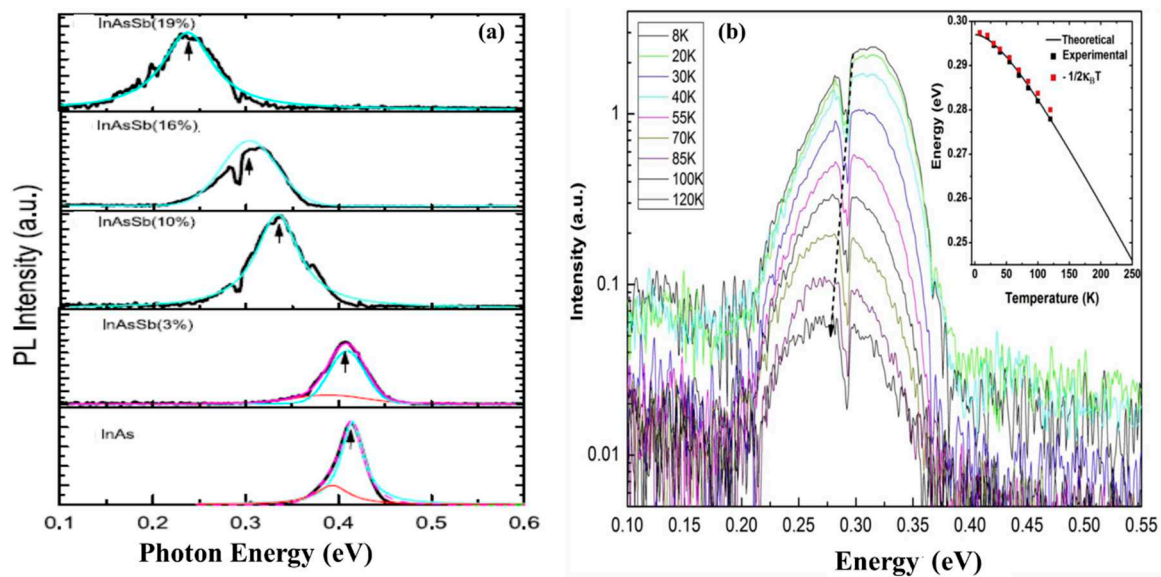 (a)
InAsSb(19%)
InAsSb(16%)
InAsSb(10%)
InAsSb(3%)
InAs
PL Intensity (a.u.)
0.1 0.2 0.3 0.4 0.5 0.6
Photon Energy (eV)
(b)
8K
20K
30K
40K
55K
70K
85K
100K
120K
Intensity (a.u.)
1
0.1
0.01
0.10 0.15 0.20 0.25 0.30 0.35 0.40 0.45 0.50 0.55
Energy (eV)
Theoretical
Experimental
- 1/2κBT
Energy (eV)
0.30
0.29
0.28
0.27
0.26
0.25
0 50 100 150 200 250
Temperature (K)